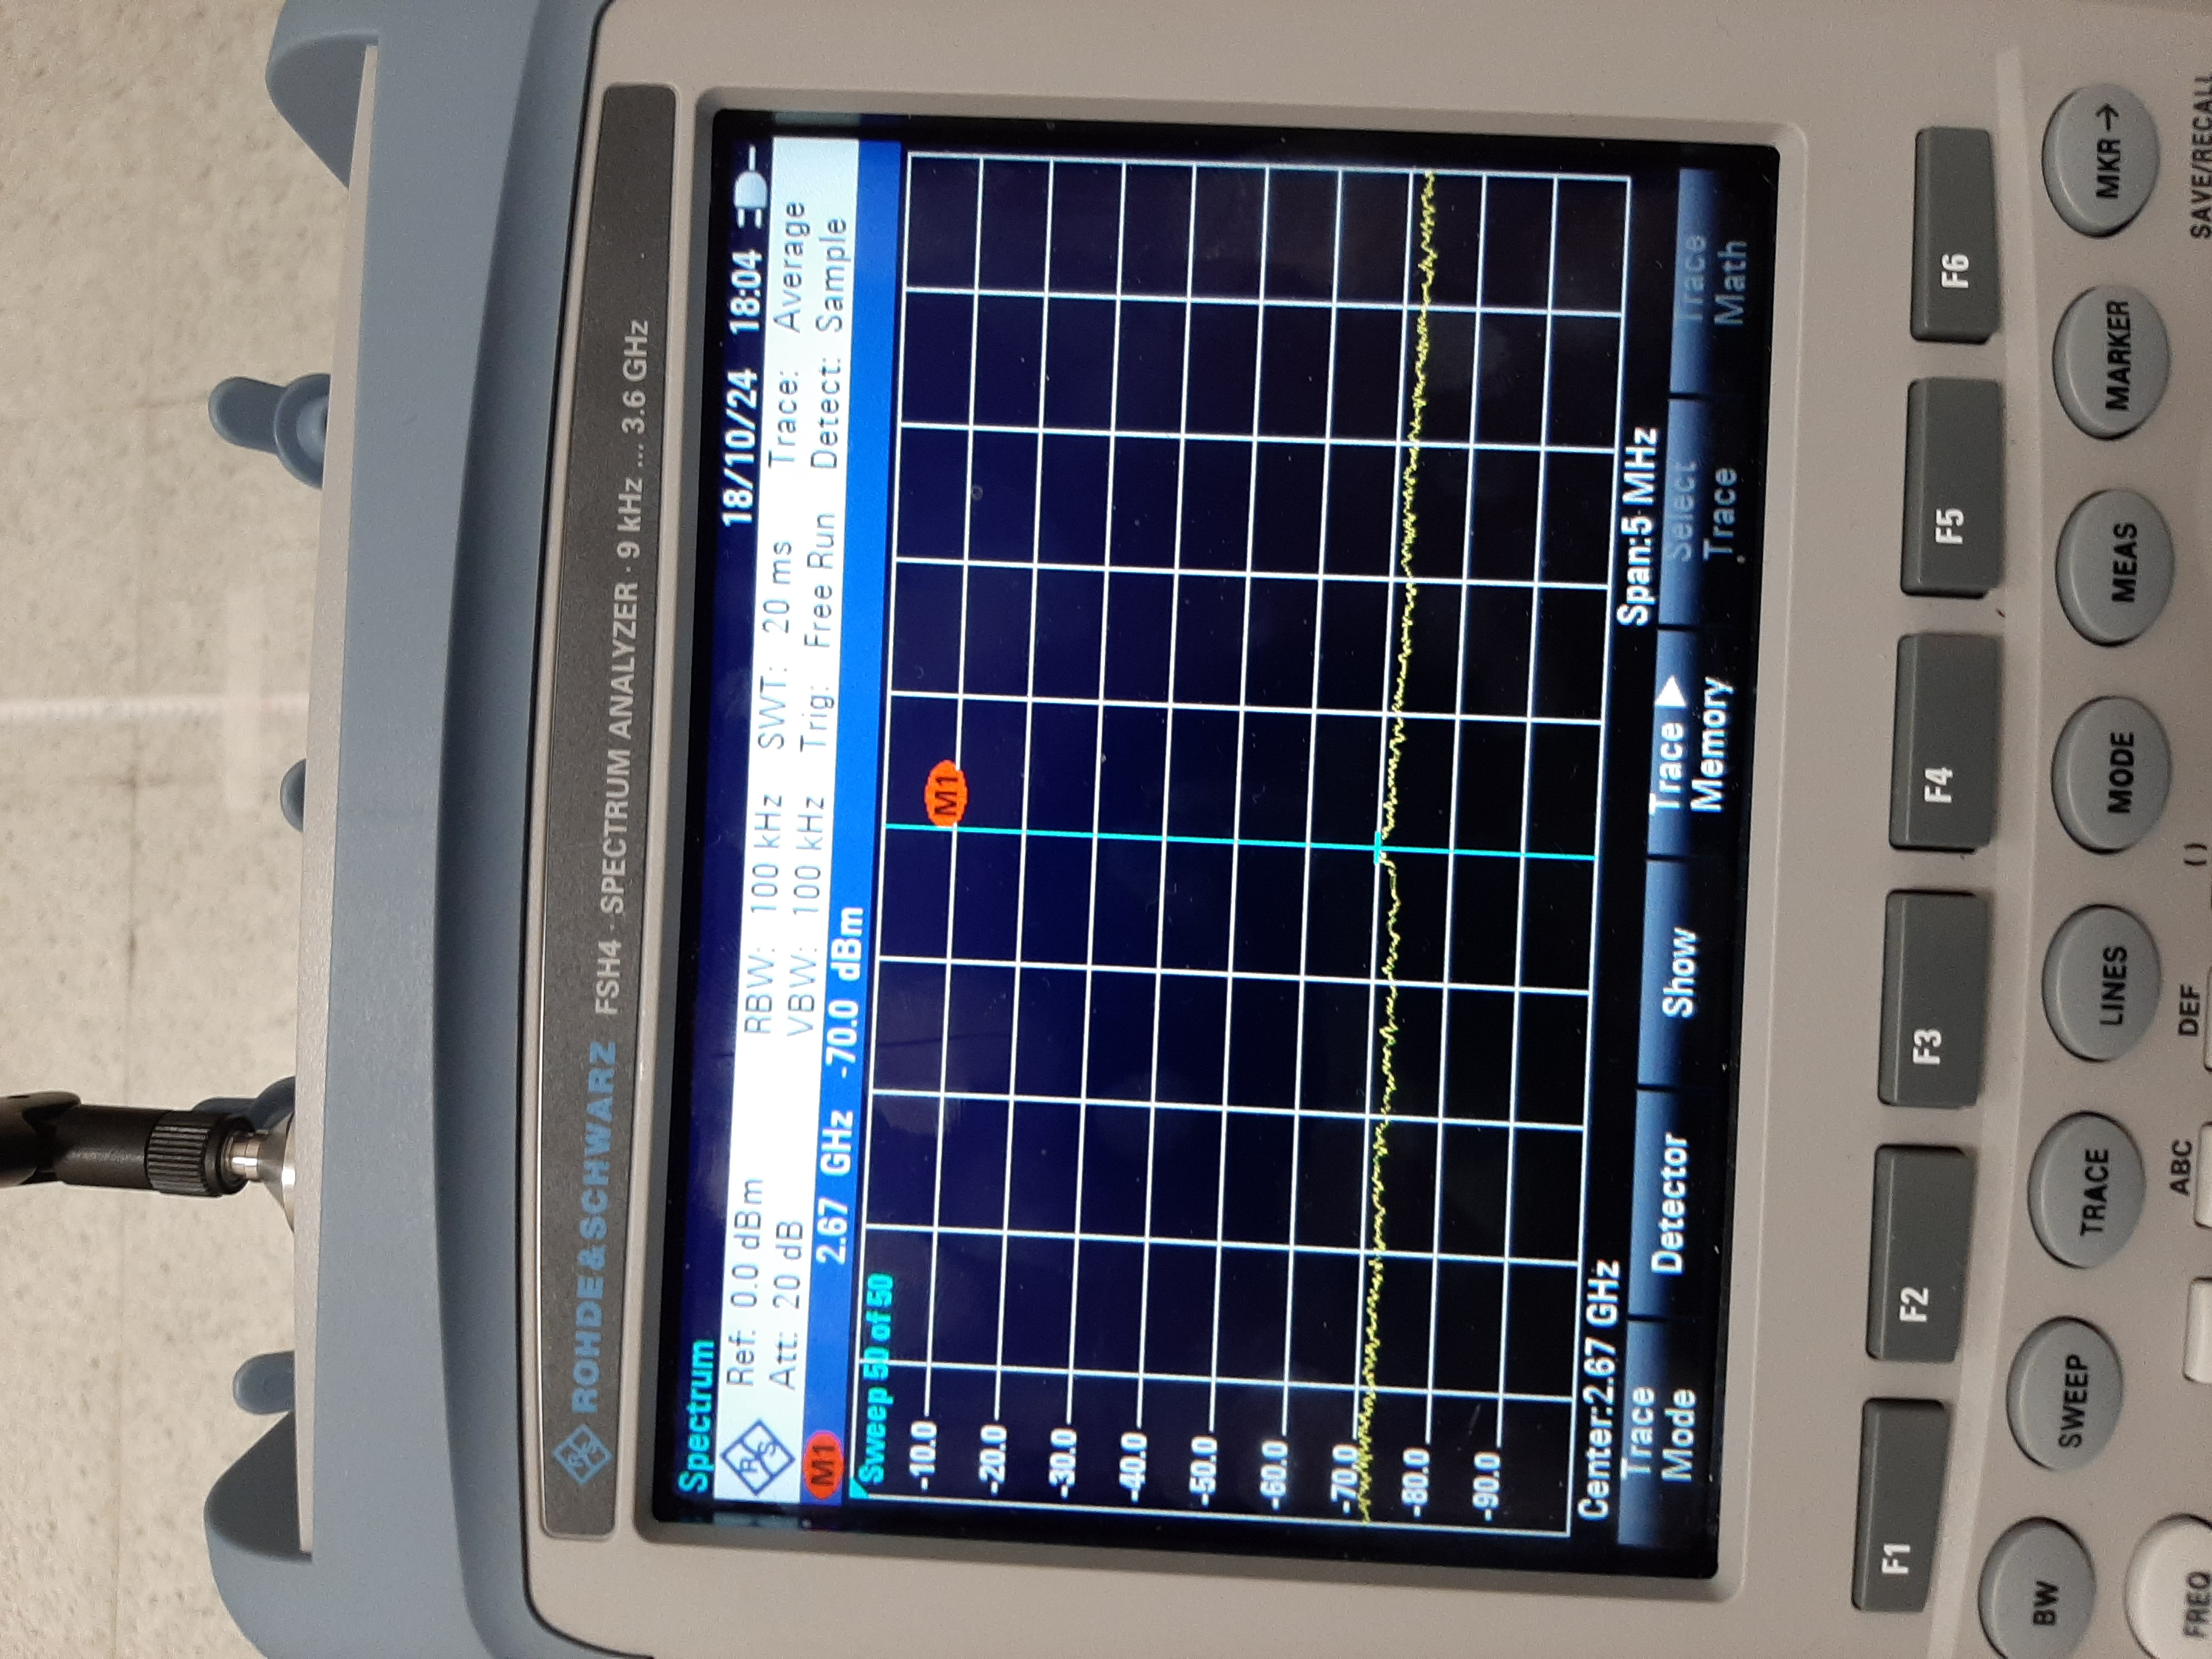 ROHDE&SCHWARZ FSH4 · SPECTRUM ANALYZER · 9 kHz ... 3.6 GHz
Spectrum
18/10/24 18:04
R/S Ref: 0.0 dBm RBW: 100 kHz SWT: 20 ms Trace: Average
Att: 20 dB VBW: 100 kHz Trig: Free Run Detect: Sample
M1 2.67 GHz -70.0 dBm
Sweep 50 of 50
-10.0
M1
-20.0
-30.0
-40.0
-50.0
-60.0
-70.0
-80.0
-90.0
Center:2.67 GHz
Span:5 MHz
Trace
Mode
Detector
Show
Trace ▶
Memory
Select
Trace
Trace
Math
F1 F2 F3 F4 F5 F6
BW SWEEP TRACE LINES MODE MEAS MARKER MKR→
FREQ ABC DEF () SAVE/RECALL